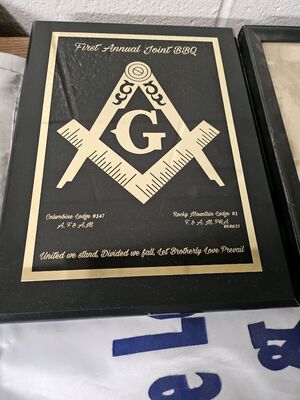 First Annual Joint BBQ
G
Columbine Lodge #147
A. F. & A.M.
Rocky Mountain Lodge #1
F. & A. M. PHA
United we stand, Divided we fall, Let Brotherly Love Prevail